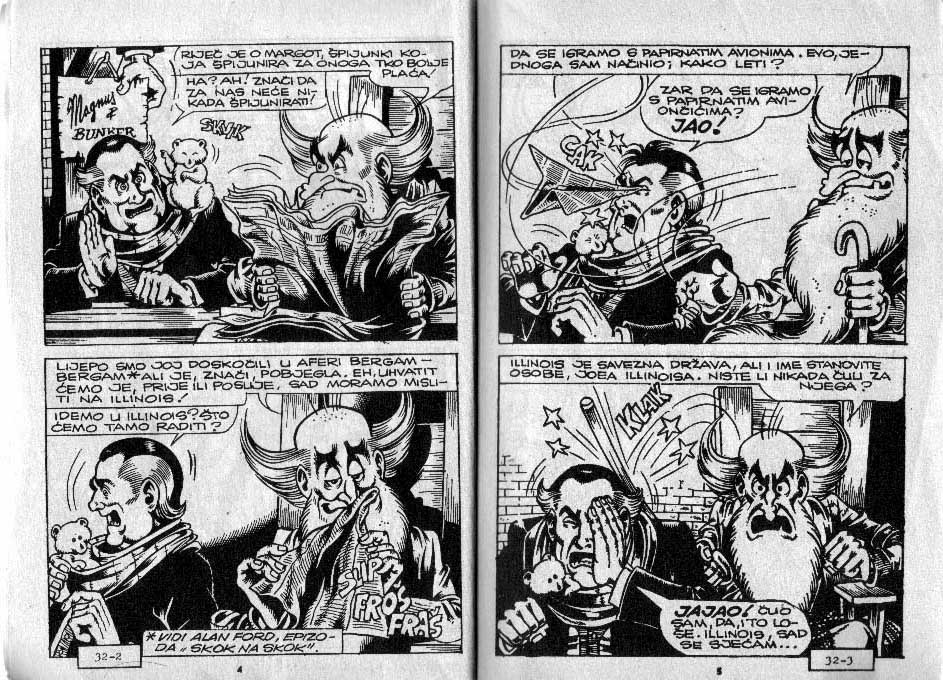 RIJEČ JE O MARGOT, ŠPIJUNKI KO-
JA ŠPIJUNIRA ZA ONOGA TKO BOLJE
PLAĆA!
HA? AH! ZNAČI DA
ZA NAS NEĆE NI-
KADA ŠPIJUNIRATI!
Magnus
&
BUNKER
SKVIK
LIJEPO SMO JOJ DOSKOČILI U AFERI BERGAM-
BERGAM* ALI JE, ZNAČI, POBJEGLA. EH, UHVATIT
ĆEMO JE, PRIJE ILI POSLIJE. SAD MORAMO MISLI-
TI NA ILLINOIS!
IDEMO U ILLINOIS? ŠTO
ĆEMO TAMO RADITI?
FROS
FRAS
*VIDI ALAN FORD, EPIZO-
DA „SKOK NA SKOK".
32-2
4
DA SE IGRAMO S PAPIRNATIM AVIONIMA. EVO, JE-
DNOGA SAM NAČINIO; KAKO LETI?
ZAR DA SE IGRAMO
S PAPIRNATIM AVI-
ONČIĆIMA?
JAO!
CAK
ILLINOIS JE SAVEZNA DRŽAVA, ALI I IME STANOVITE
OSOBE, JOEA ILLINOISA. NISTE LI NIKADA ČULI ZA
NJEGA?
KLAK
JAJAO! ČUO
SAM, DA, I TO LO-
ŠE. ILLINOIS, SAD
SE SJEĆAM...
32-3
5